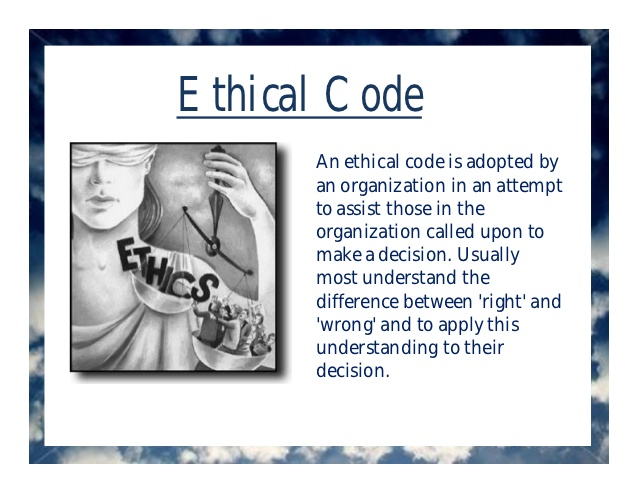 Ethical Code
An ethical code is adopted by
an organization in an attempt
to assist those in the
organization called upon to
make a decision. Usually
most understand the
difference between 'right' and
'wrong' and to apply this
understanding to their
decision.
ETHICS